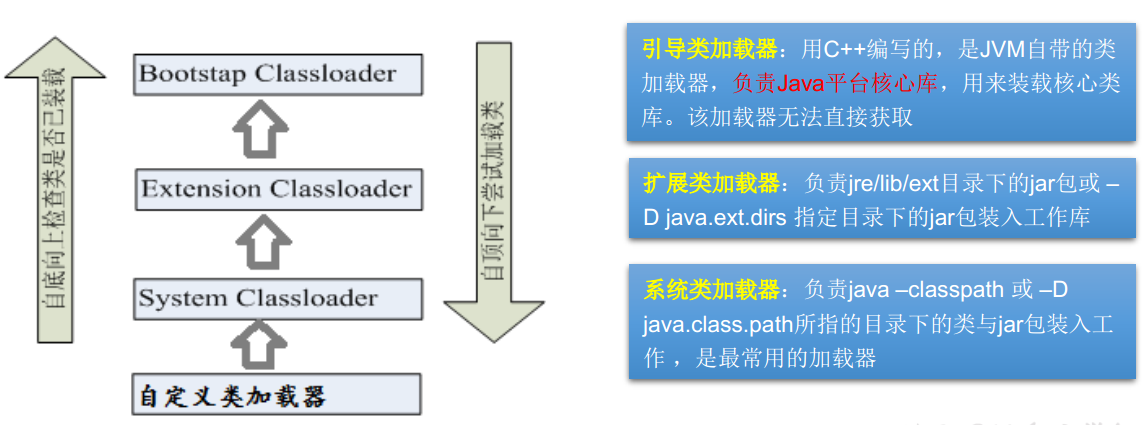 自底向上检查类是否已装载
Bootstap Classloader
Extension Classloader
System Classloader
自定义类加载器
自顶向下尝试加载类
引导类加载器：用C++编写的，是JVM自带的类
加载器，负责Java平台核心库，用来装载核心类
库。该加载器无法直接获取
扩展类加载器：负责jre/lib/ext目录下的jar包或 –
D java.ext.dirs 指定目录下的jar包装入工作库
系统类加载器：负责java –classpath 或 –D
java.class.path所指的目录下的类与jar包装入工
作 ，是最常用的加载器